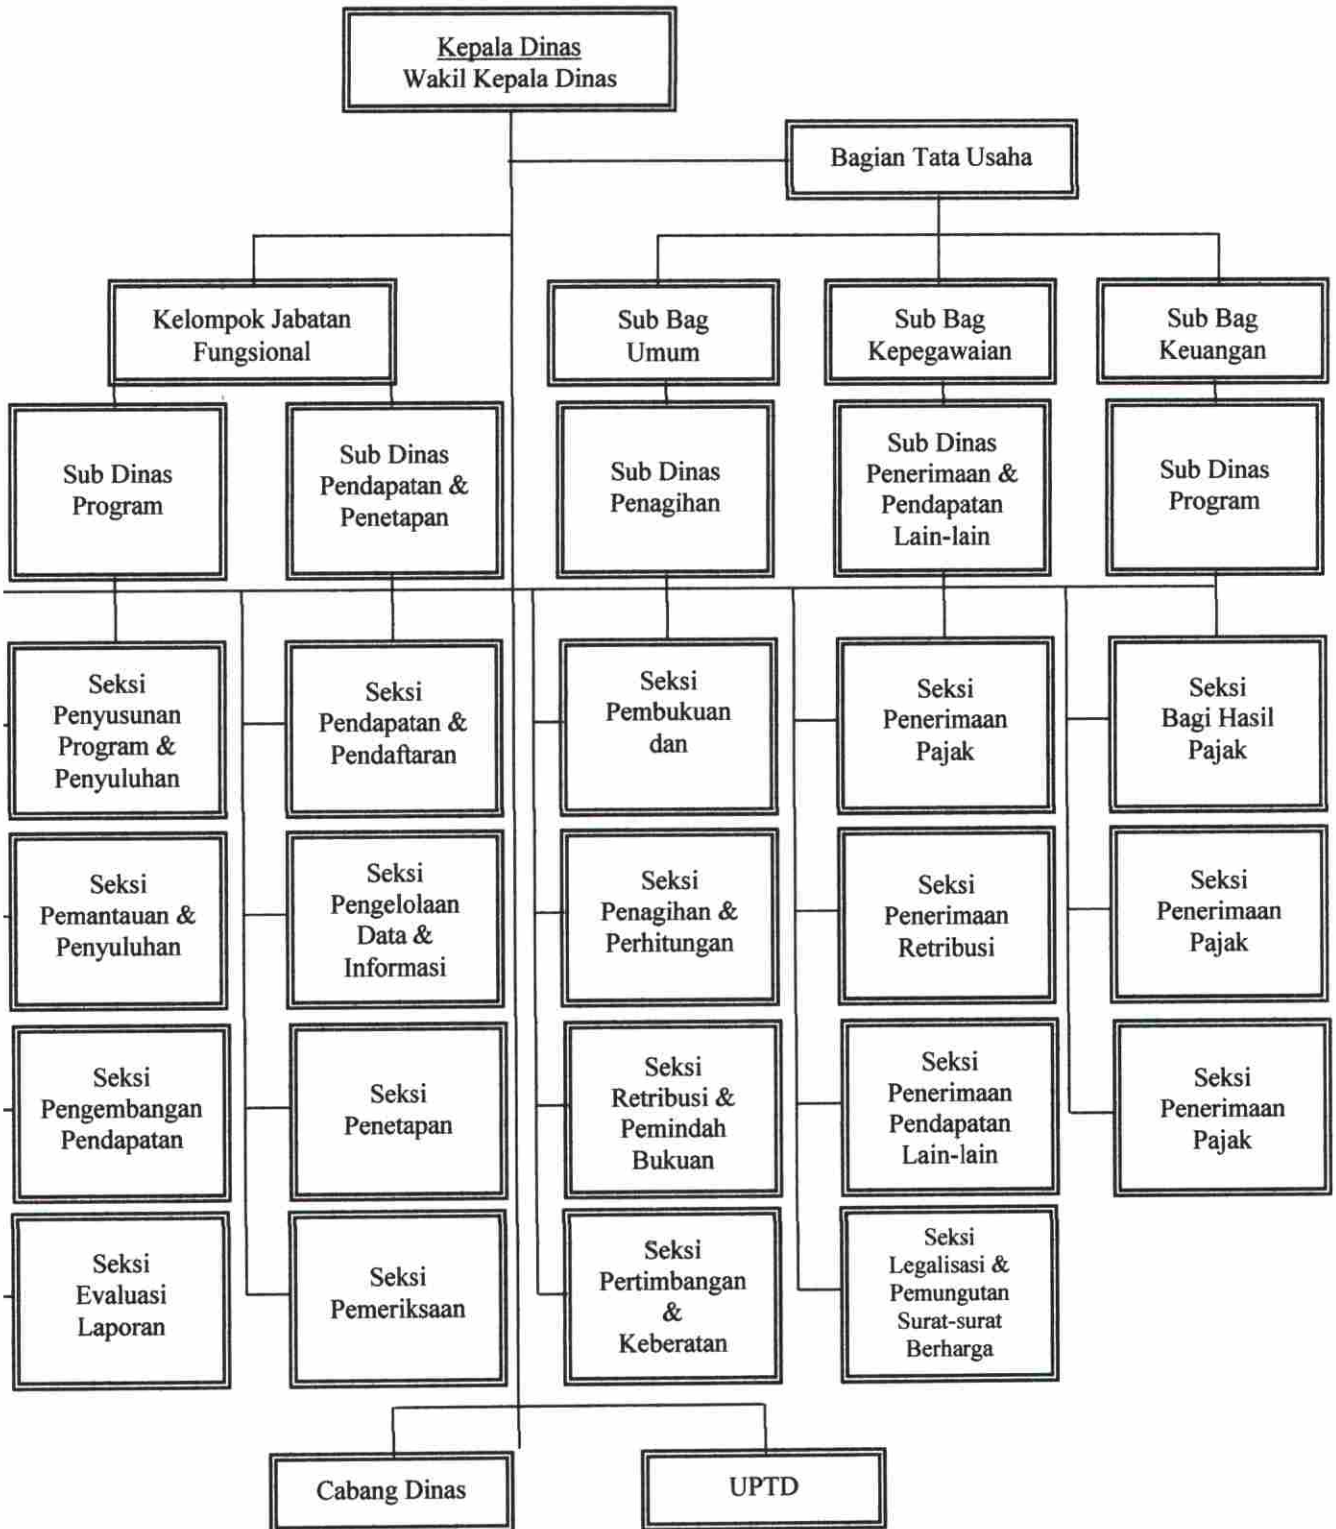 Kepala Dinas
Wakil Kepala Dinas
Bagian Tata Usaha
Kelompok Jabatan
Fungsional
Sub Bag
Umum
Sub Bag
Kepegawaian
Sub Bag
Keuangan
Sub Dinas
Program
Sub Dinas
Pendapatan &
Penetapan
Sub Dinas
Penagihan
Sub Dinas
Penerimaan &
Pendapatan
Lain-lain
Sub Dinas
Program
Seksi
Penyusunan
Program &
Penyuluhan
Seksi
Pendapatan &
Pendaftaran
Seksi
Pembukuan
dan
Seksi
Penerimaan
Pajak
Seksi
Bagi Hasil
Pajak
Seksi
Pemantauan &
Penyuluhan
Seksi
Pengelolaan
Data &
Informasi
Seksi
Penagihan &
Perhitungan
Seksi
Penerimaan
Retribusi
Seksi
Penerimaan
Pajak
Seksi
Pengembangan
Pendapatan
Seksi
Penetapan
Seksi
Retribusi &
Pemindah
Bukuan
Seksi
Penerimaan
Pendapatan
Lain-lain
Seksi
Penerimaan
Pajak
Seksi
Evaluasi
Laporan
Seksi
Pemeriksaan
Seksi
Pertimbangan
&
Keberatan
Seksi
Legalisasi &
Pemungutan
Surat-surat
Berharga
Cabang Dinas
UPTD